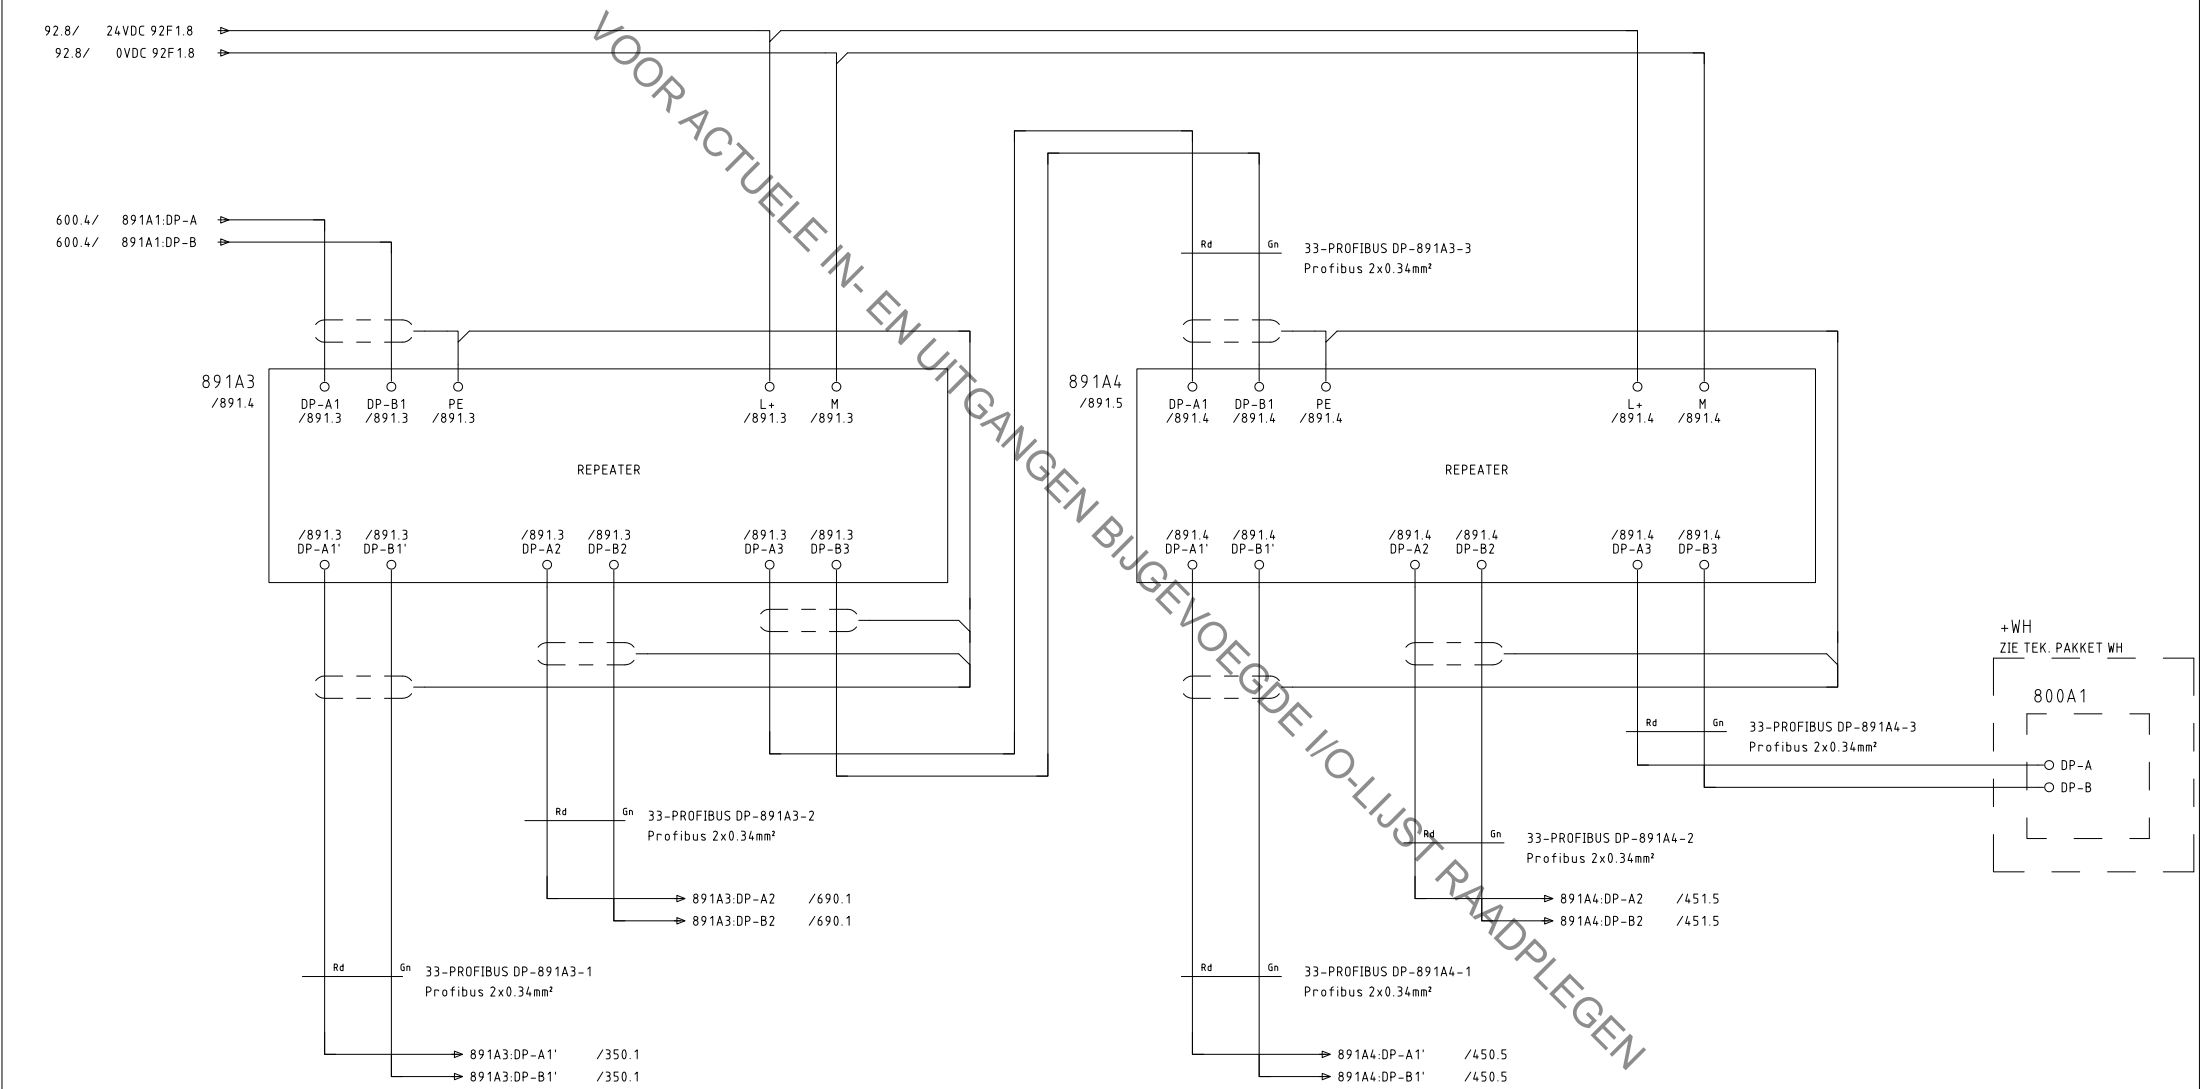 92.8/ 24VDC 92F1.8
92.8/ 0VDC 92F1.8
VOOR ACTUELE IN- EN UITGANGEN BIJGEVOEGDE I/O-LIJST RAADPLEGEN
600.4/ 891A1:DP-A
600.4/ 891A1:DP-B
Rd Gn 33-PROFIBUS DP-891A3-3
Profibus 2x0.34mm²
891A3
/891.4
DP-A1 DP-B1 PE L+ M
/891.3 /891.3 /891.3 /891.3 /891.3
REPEATER
/891.3 /891.3 /891.3 /891.3 /891.3 /891.3
DP-A1' DP-B1' DP-A2 DP-B2 DP-A3 DP-B3
891A4
/891.5
DP-A1 DP-B1 PE L+ M
/891.4 /891.4 /891.4 /891.4 /891.4
REPEATER
/891.4 /891.4 /891.4 /891.4 /891.4 /891.4
DP-A1' DP-B1' DP-A2 DP-B2 DP-A3 DP-B3
+WH
ZIE TEK. PAKKET WH
800A1
Rd Gn 33-PROFIBUS DP-891A4-3
Profibus 2x0.34mm²
DP-A
DP-B
Rd Gn 33-PROFIBUS DP-891A3-2
Profibus 2x0.34mm²
Rd Gn 33-PROFIBUS DP-891A4-2
Profibus 2x0.34mm²
891A3:DP-A2 /690.1
891A3:DP-B2 /690.1
891A4:DP-A2 /451.5
891A4:DP-B2 /451.5
Rd Gn 33-PROFIBUS DP-891A3-1
Profibus 2x0.34mm²
Rd Gn 33-PROFIBUS DP-891A4-1
Profibus 2x0.34mm²
891A3:DP-A1' /350.1
891A3:DP-B1' /350.1
891A4:DP-A1' /450.5
891A4:DP-B1' /450.5